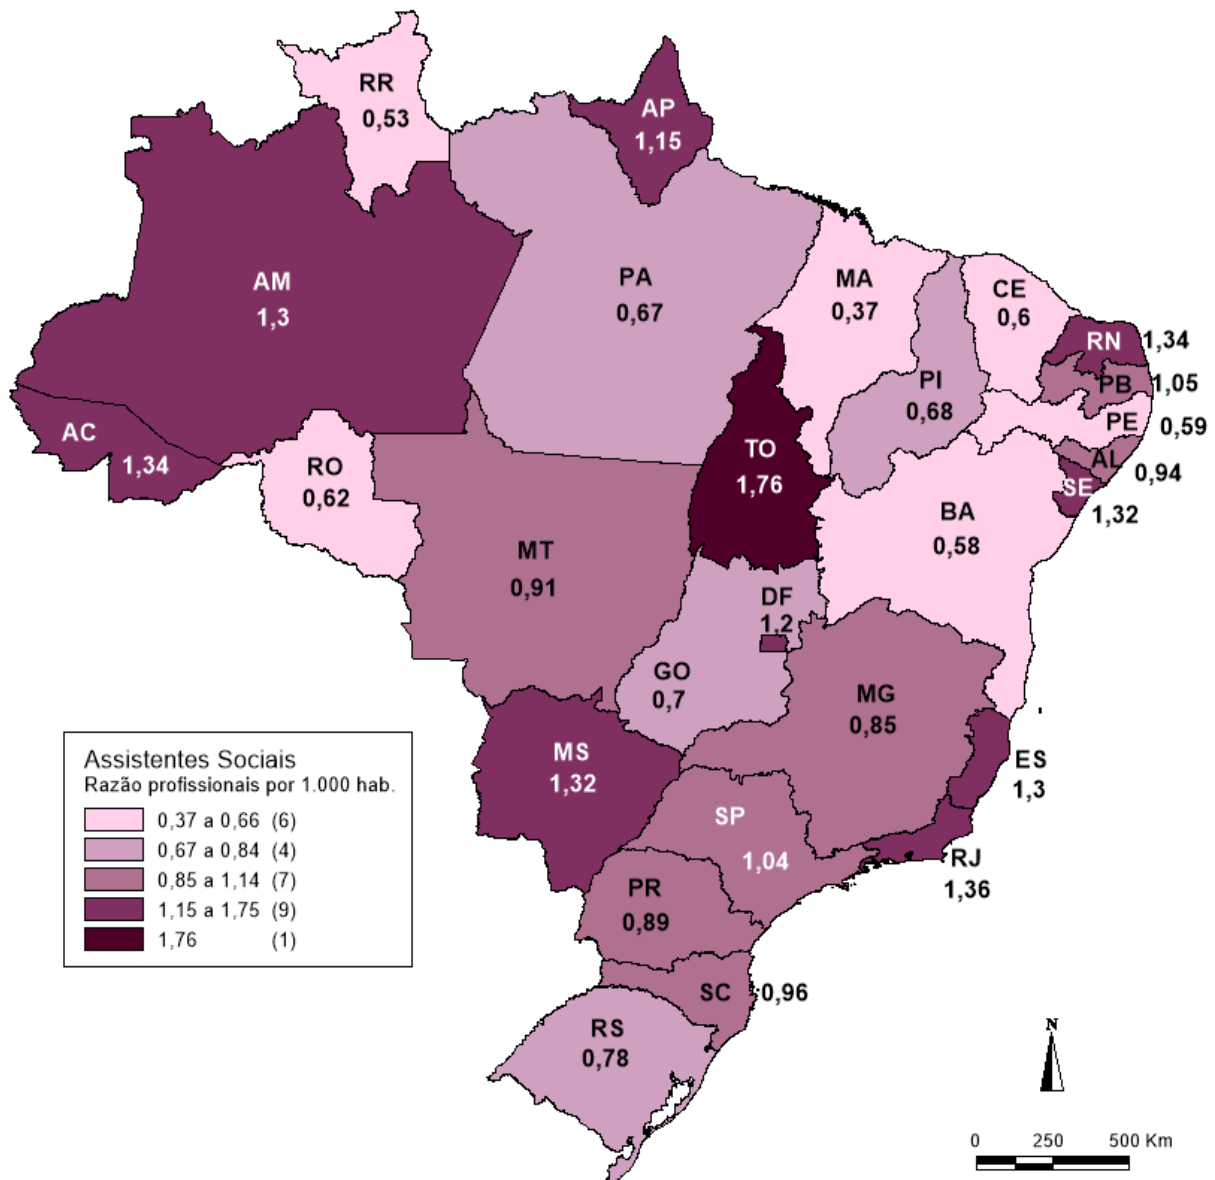 RR
0,53
AP
1,15
AM
1,3
PA
0,67
MA
0,37
CE
0,6
RN 1,34
PI
0,68
PB 1,05
PE 0,59
AL 0,94
SE
1,32
AC
1,34
RO
0,62
TO
1,76
BA
0,58
MT
0,91
DF
1,2
GO
0,7
MG
0,85
MS
1,32
ES
1,3
SP
1,04
RJ
1,36
PR
0,89
SC 0,96
RS
0,78
Assistentes Sociais
Razão profissionais por 1.000 hab.
0,37 a 0,66 (6)
0,67 a 0,84 (4)
0,85 a 1,14 (7)
1,15 a 1,75 (9)
1,76 (1)
N
0 250 500 Km